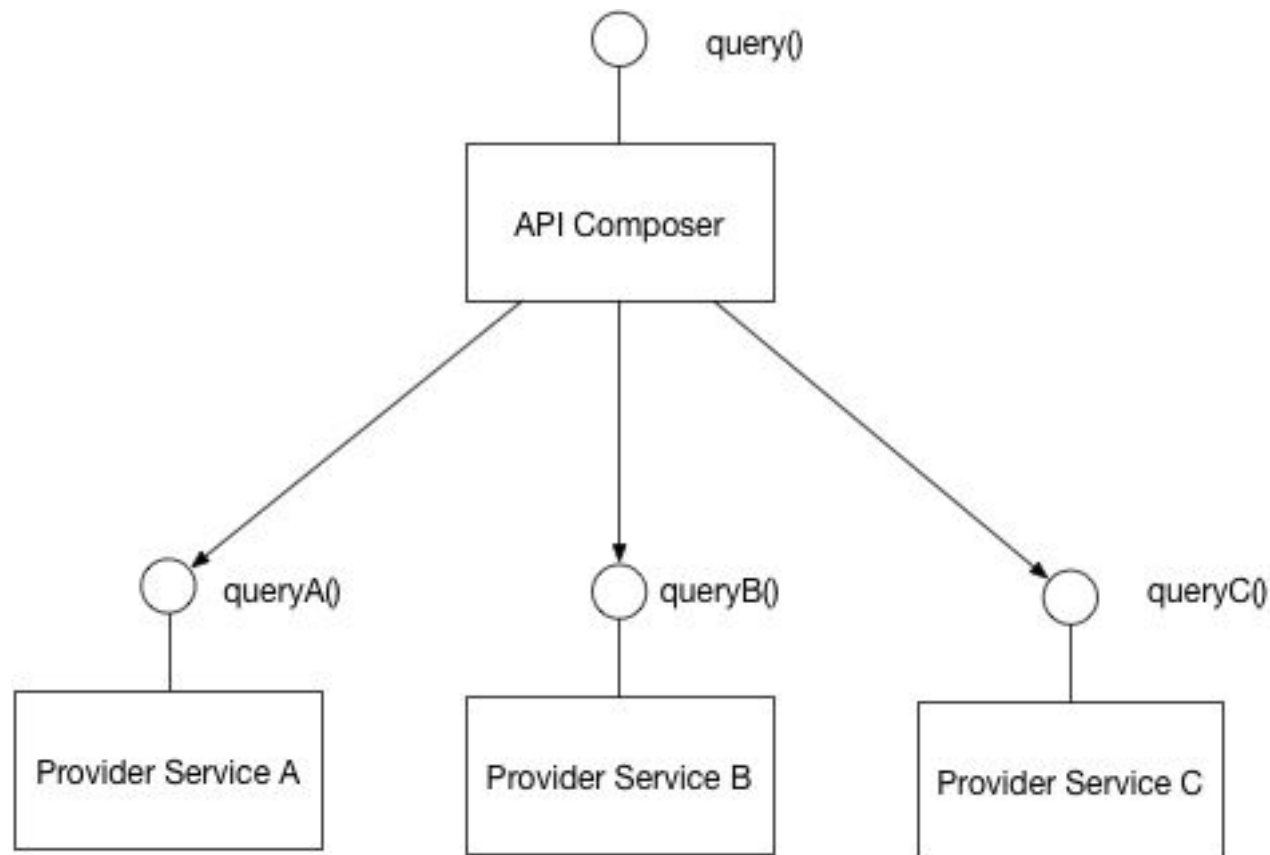 query()
API Composer
queryA()
queryB()
queryC()
Provider Service A
Provider Service B
Provider Service C